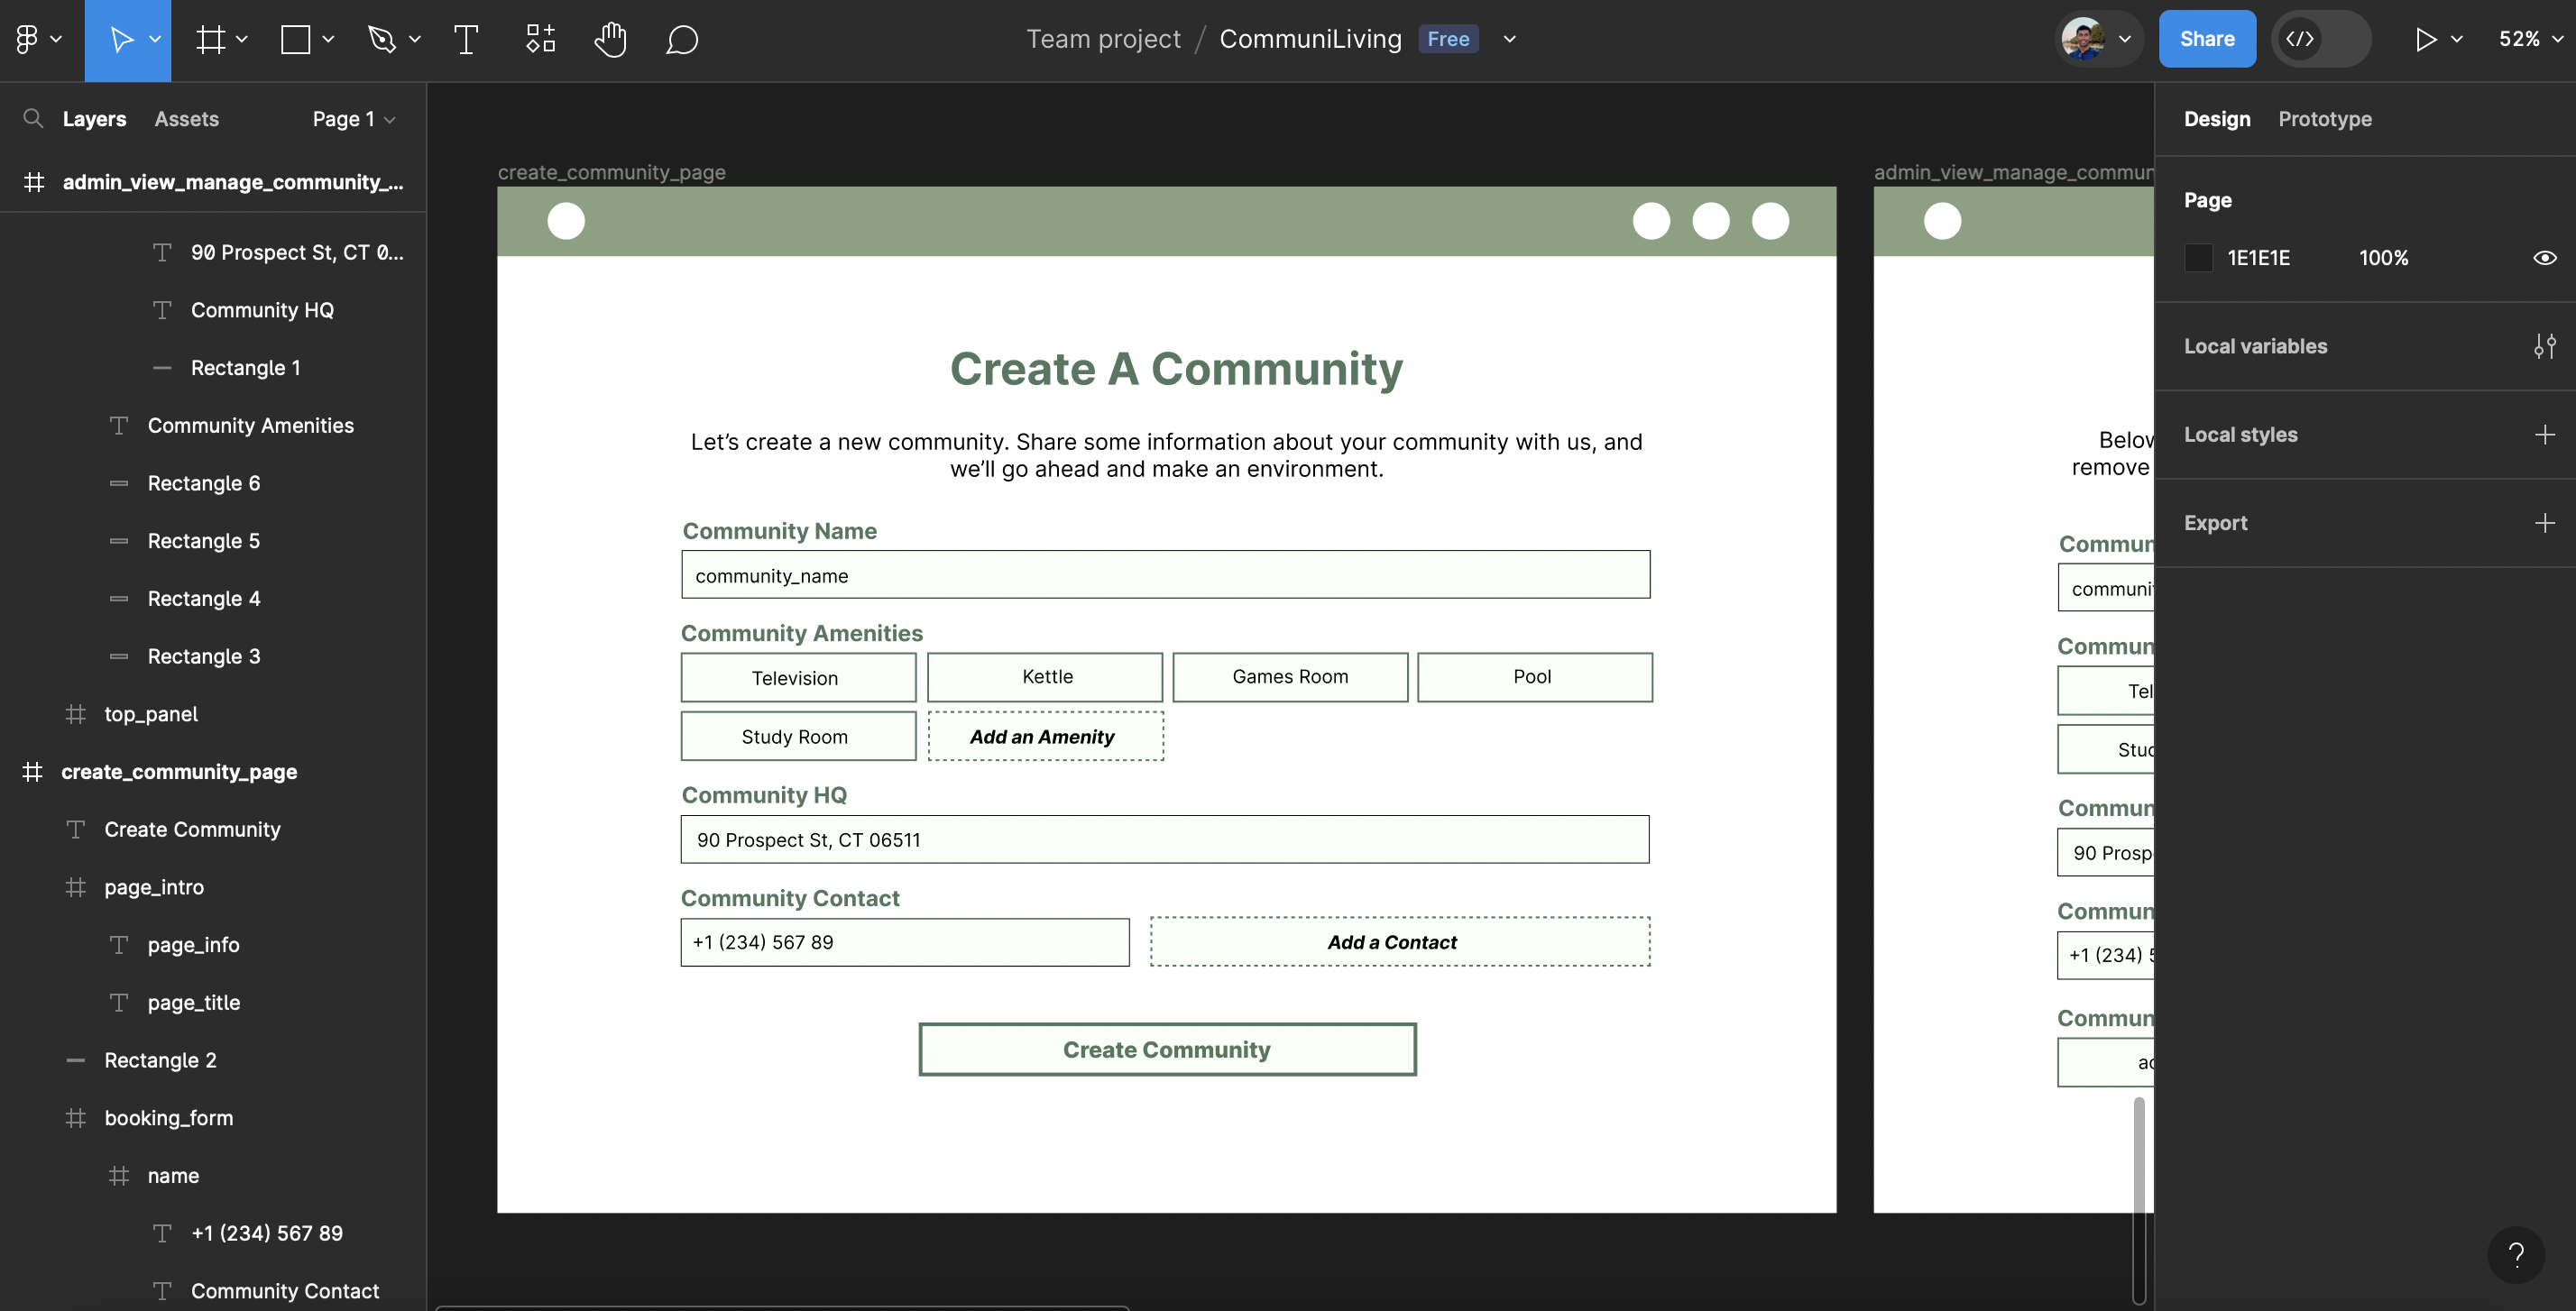 Team project / CommuniLiving Free
Share
52%
Layers Assets Page 1
admin_view_manage_community_...
90 Prospect St, CT 0...
Community HQ
Rectangle 1
Community Amenities
Rectangle 6
Rectangle 5
Rectangle 4
Rectangle 3
top_panel
create_community_page
Create Community
page_intro
page_info
page_title
Rectangle 2
booking_form
name
+1 (234) 567 89
Community Contact
create_community_page
Create A Community
Let’s create a new community. Share some information about your community with us, and
we’ll go ahead and make an environment.
Community Name
community_name
Community Amenities
Television Kettle Games Room Pool
Study Room Add an Amenity
Community HQ
90 Prospect St, CT 06511
Community Contact
+1 (234) 567 89 Add a Contact
Create Community
admin_view_manage_commun
Below
remove
Commun
communi
Commun
Tel
Stud
Commun
90 Prosp
Commun
+1 (234) 5
Commun
ac
Design Prototype
Page
1E1E1E 100%
Local variables
Local styles
Export
?